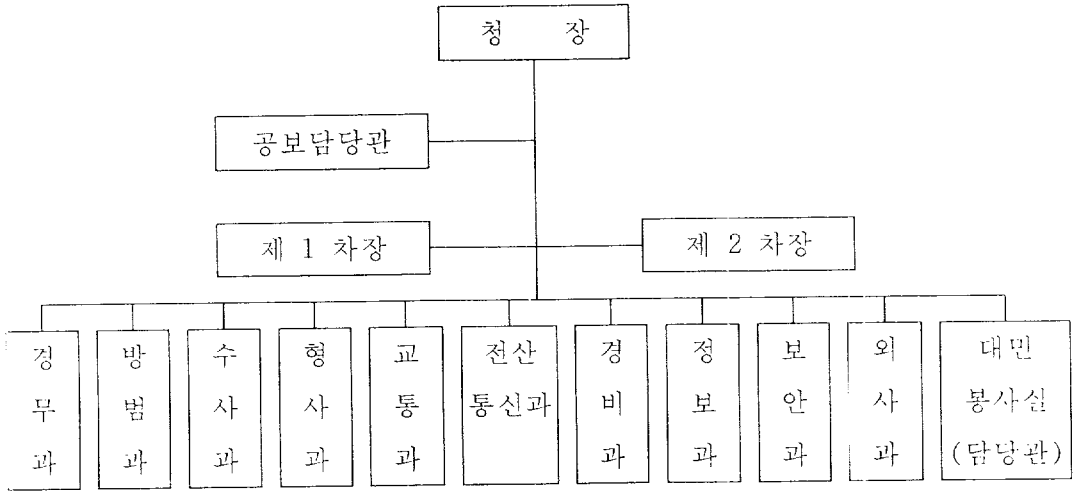 청 장
공보담당관
제 1 차장
제 2 차장
경무과
방범과
수사과
형사과
교통과
전산
통신과
경비과
정보과
보안과
외사과
대민
봉사실
(담당관)